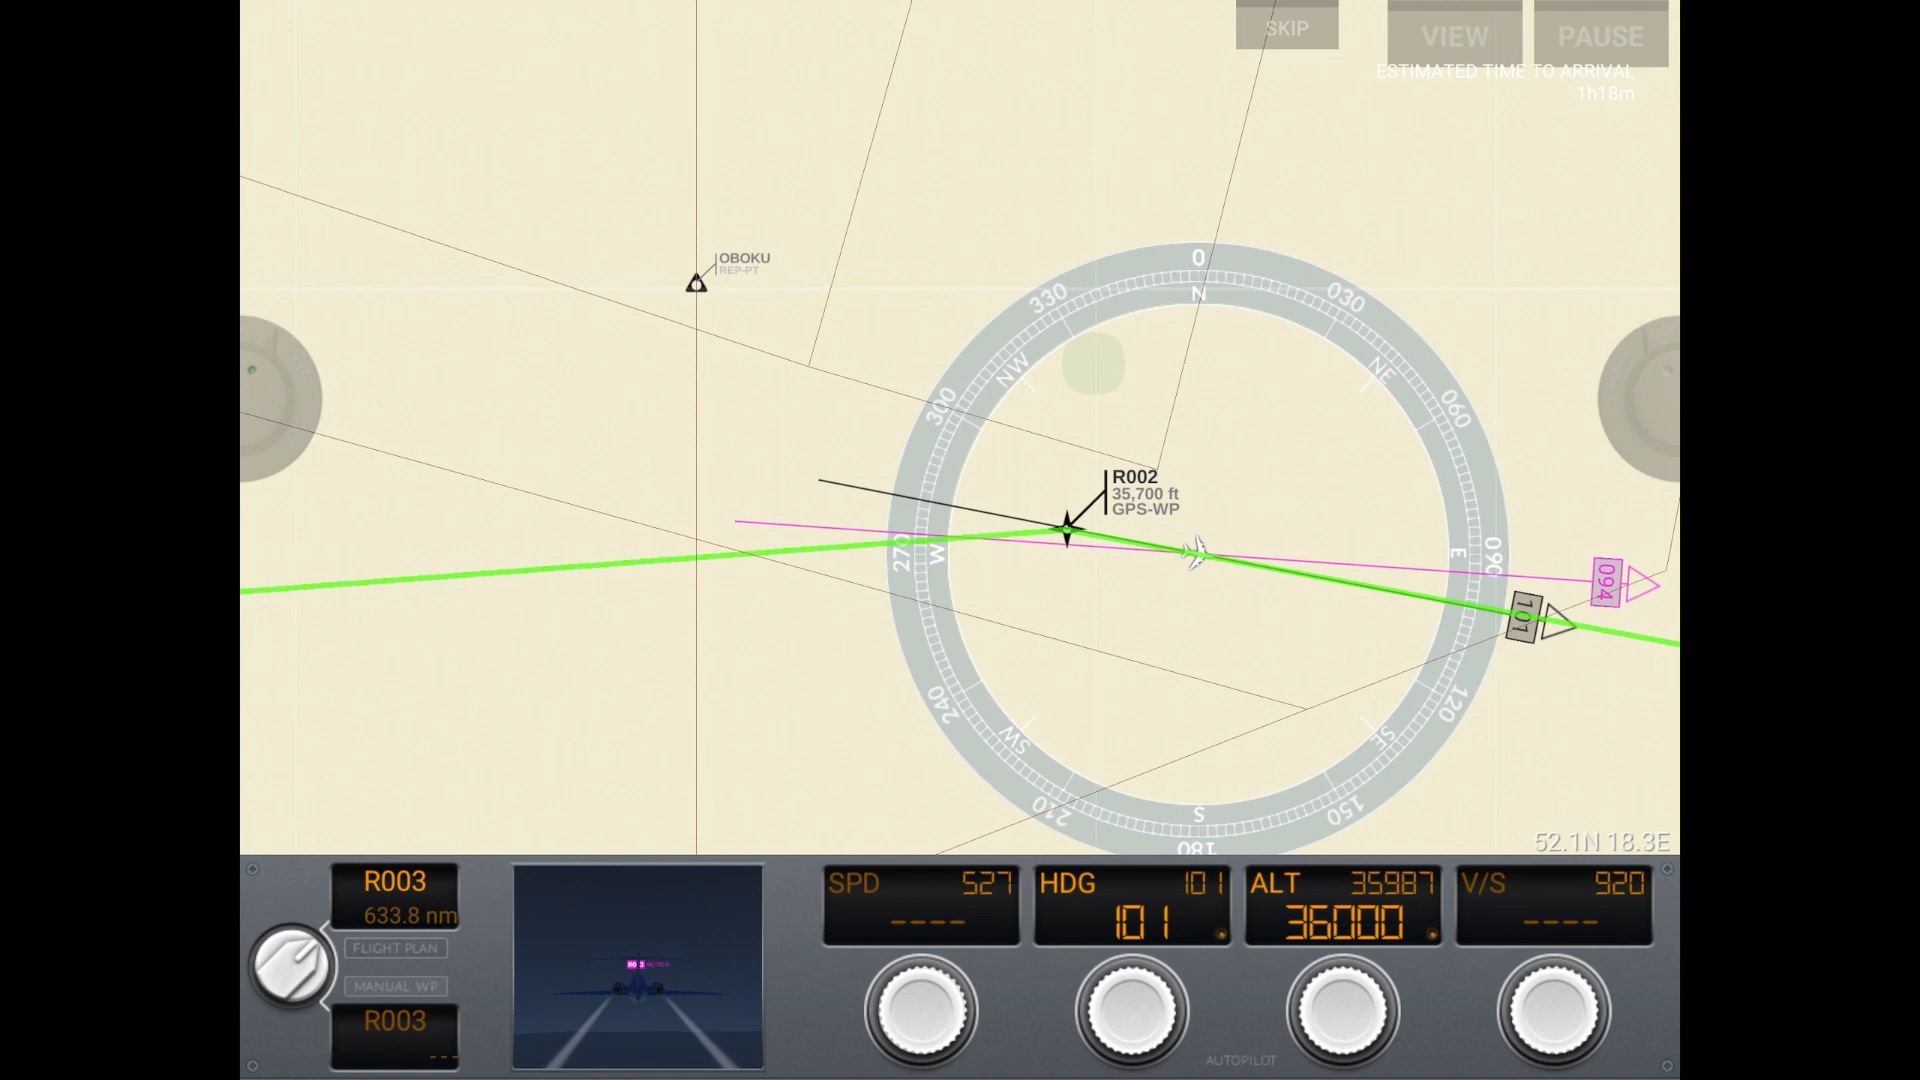 SKIP
VIEW
PAUSE
ESTIMATED TIME TO ARRIVAL
1h18m
OBOKU
REP-PT
0
N
030
NE
060
E
090
120
SE
150
S
180
210
SW
240
W
270
300
NW
330
R002
35,700 ft
GPS-WP
094
101
52.1N 18.3E
R003
633.8 nm
FLIGHT PLAN
MANUAL WP
R003
---
SPD 527
----
HDG 101
101
ALT 35987
36000
V/S 920
----
AUTOPILOT